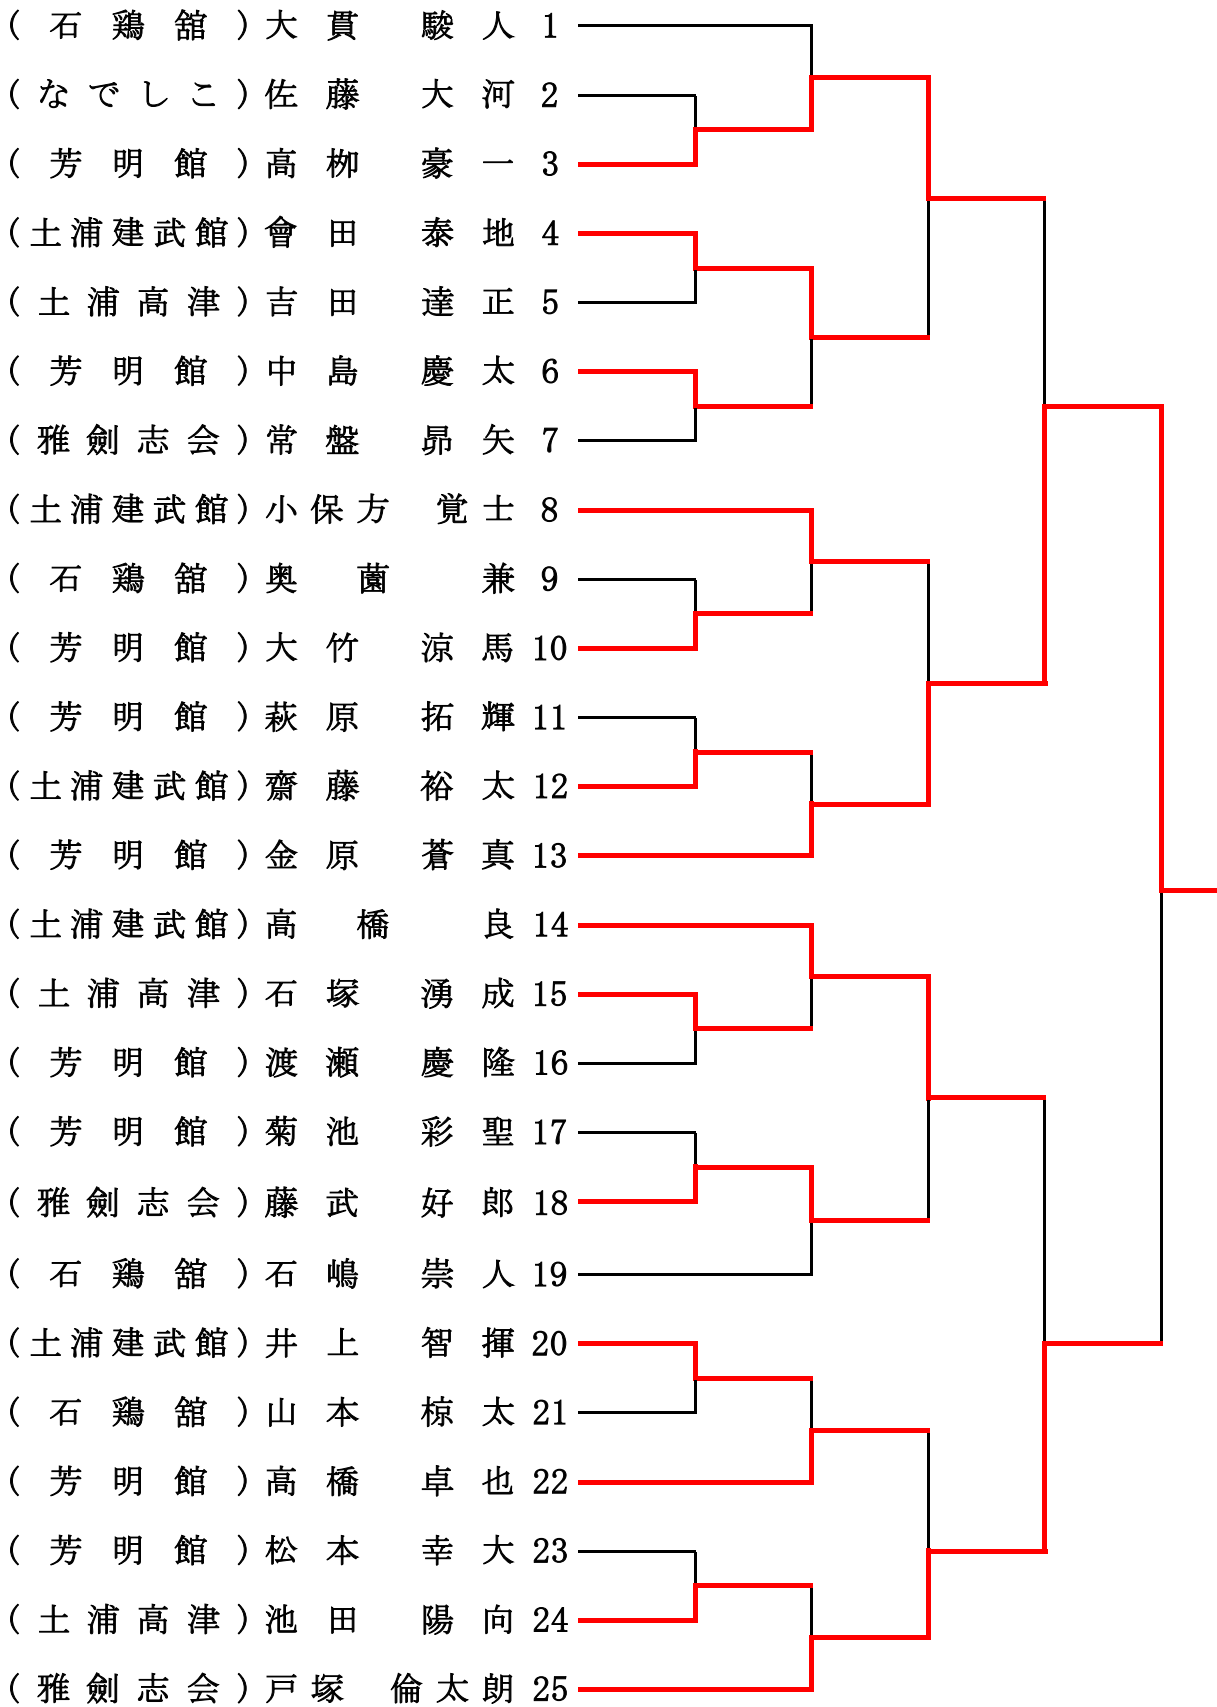 (石鶏舘)大貫 駿人 1
(なでしこ)佐藤 大河 2
(芳明館)高栁 豪一 3
(土浦建武館)會田 泰地 4
(土浦高津)吉田 達正 5
(芳明館)中島 慶太 6
(雅劍志会)常盤 昴矢 7
(土浦建武館)小保方 覚士 8
(石鶏舘)奥薗 兼 9
(芳明館)大竹 涼馬 10
(芳明館)萩原 拓輝 11
(土浦建武館)齋藤 裕太 12
(芳明館)金原 蒼真 13
(土浦建武館)高橋 良 14
(土浦高津)石塚 湧成 15
(芳明館)渡瀬 慶隆 16
(芳明館)菊池 彩聖 17
(雅劍志会)藤武 好郎 18
(石鶏舘)石嶋 崇人 19
(土浦建武館)井上 智揮 20
(石鶏舘)山本 椋太 21
(芳明館)高橋 卓也 22
(芳明館)松本 幸大 23
(土浦高津)池田 陽向 24
(雅劍志会)戸塚 倫太朗 25